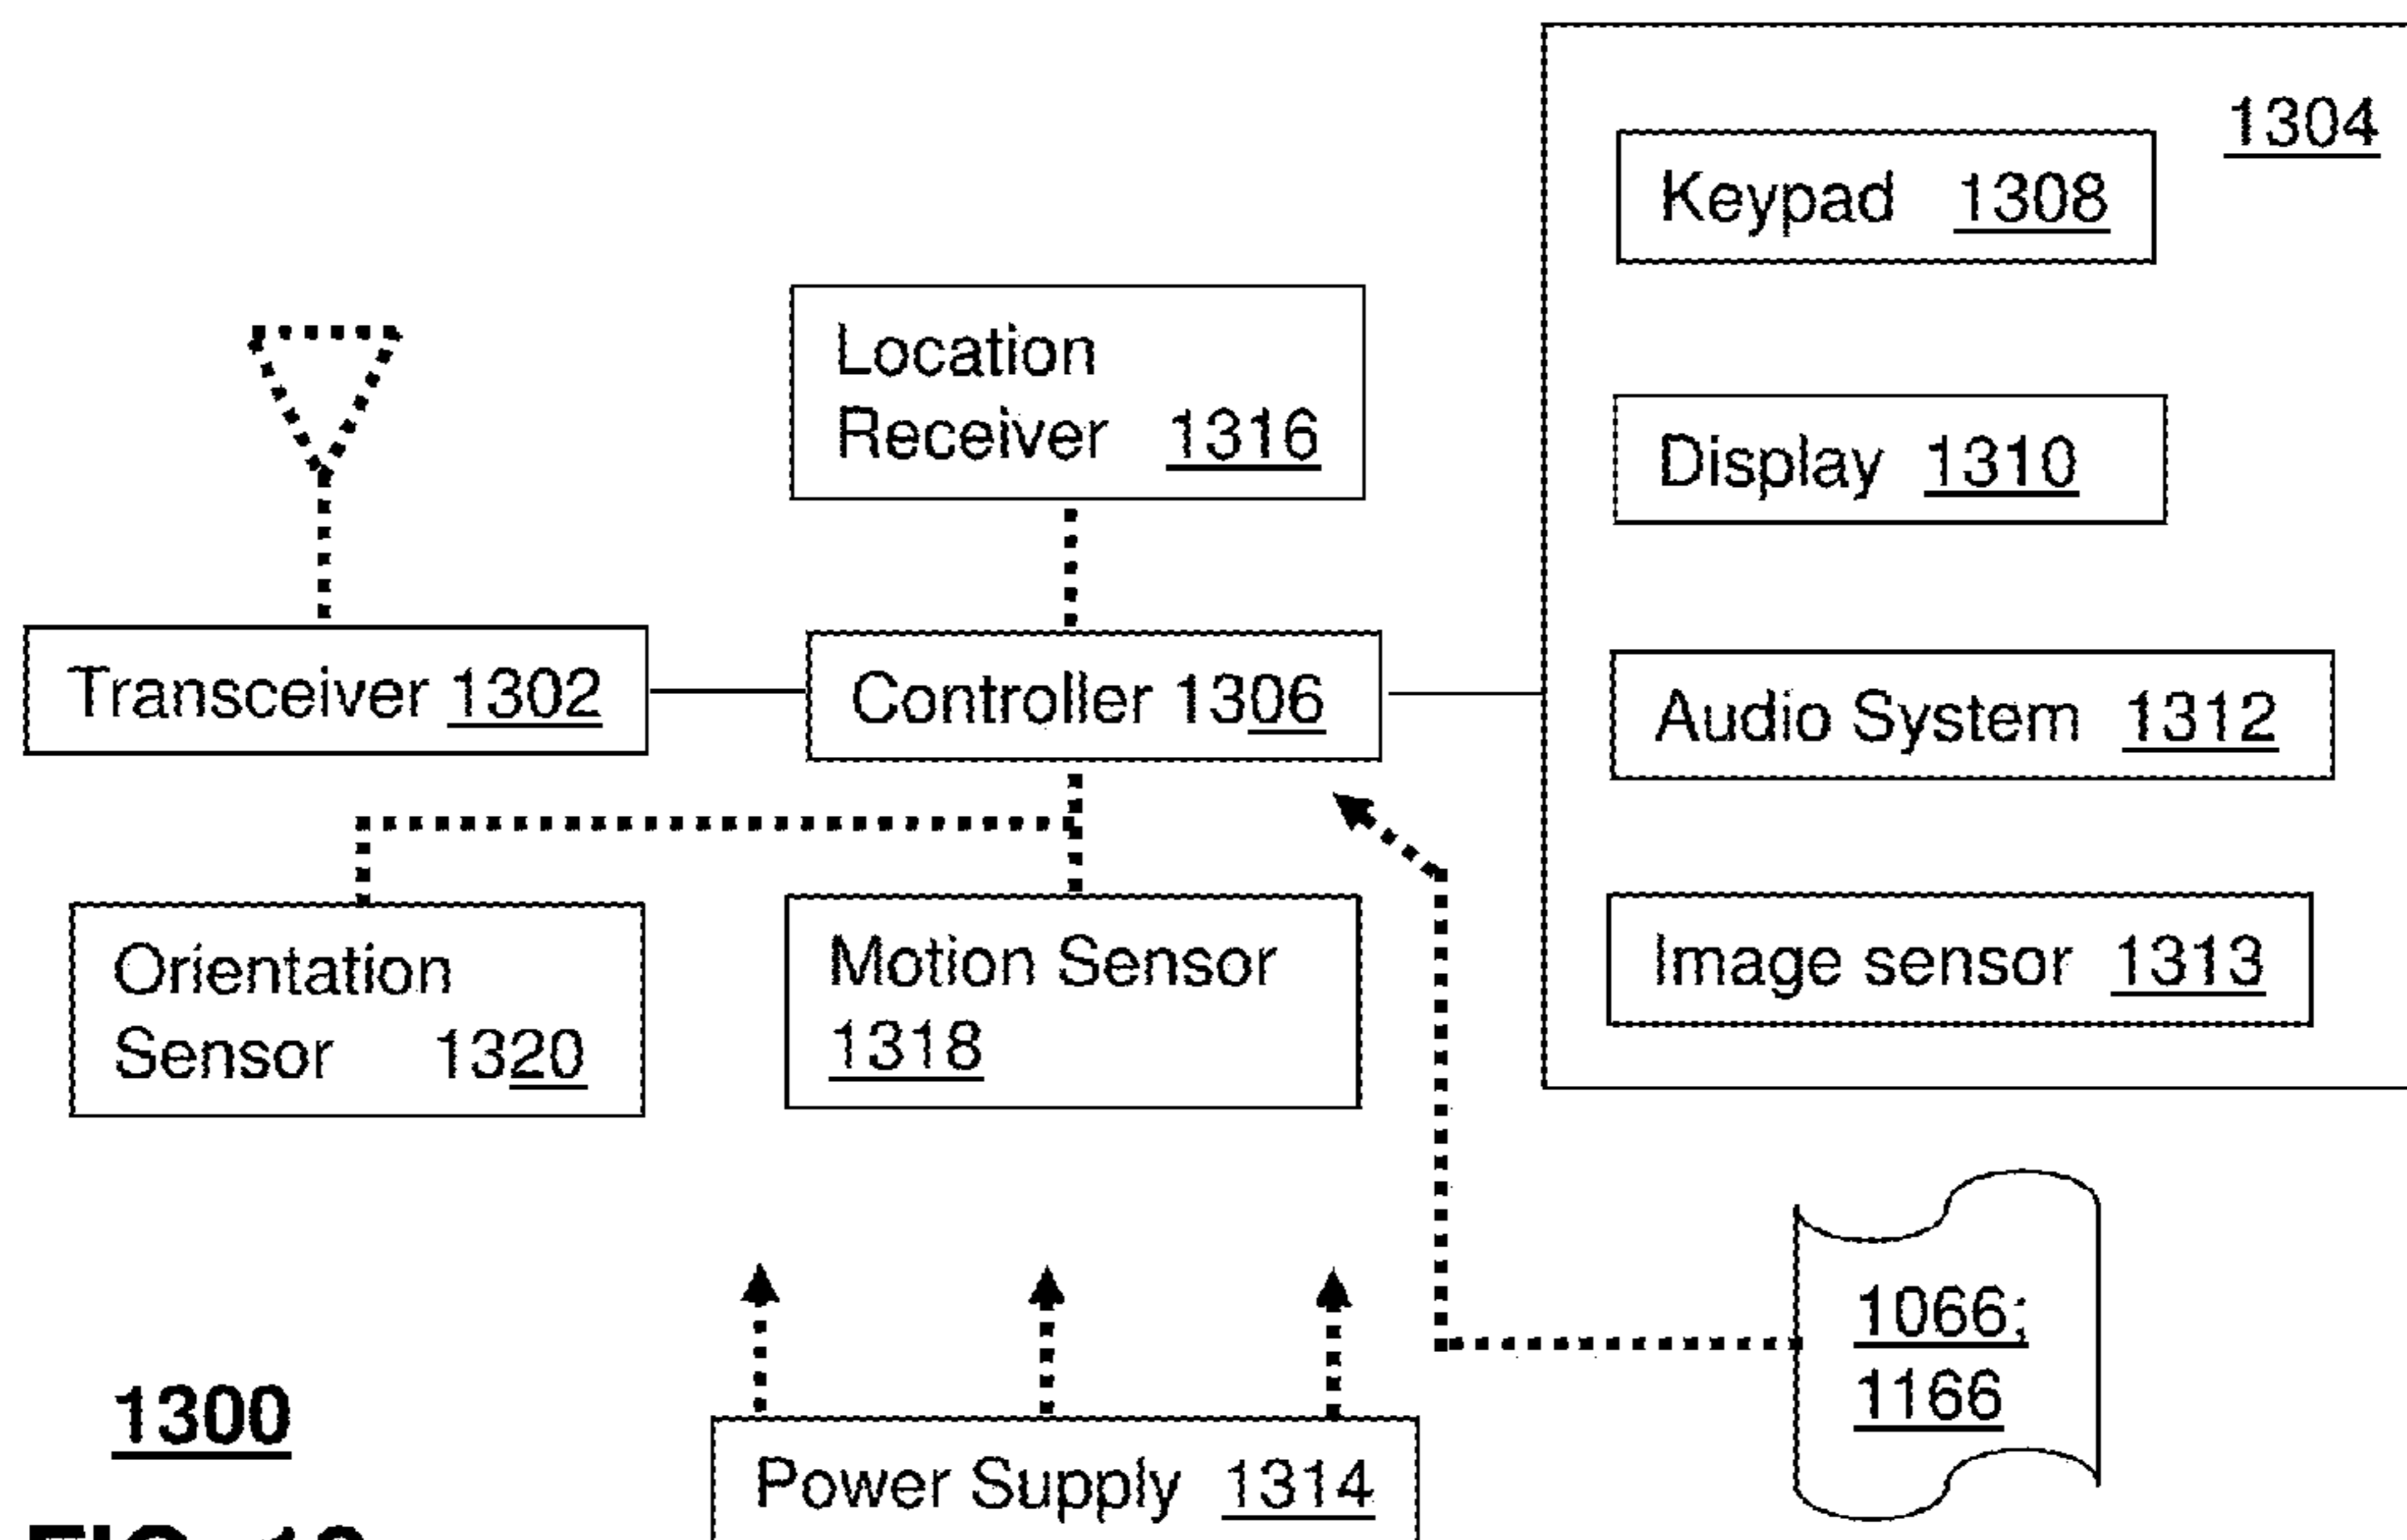 1304
Keypad 1308
Location
Receiver 1316
Display 1310
Transceiver 1302
Controller 1306
Audio System 1312
Orientation
Sensor 1320
Motion Sensor
1318
Image sensor 1313
1066;
1166
1300
Power Supply 1314